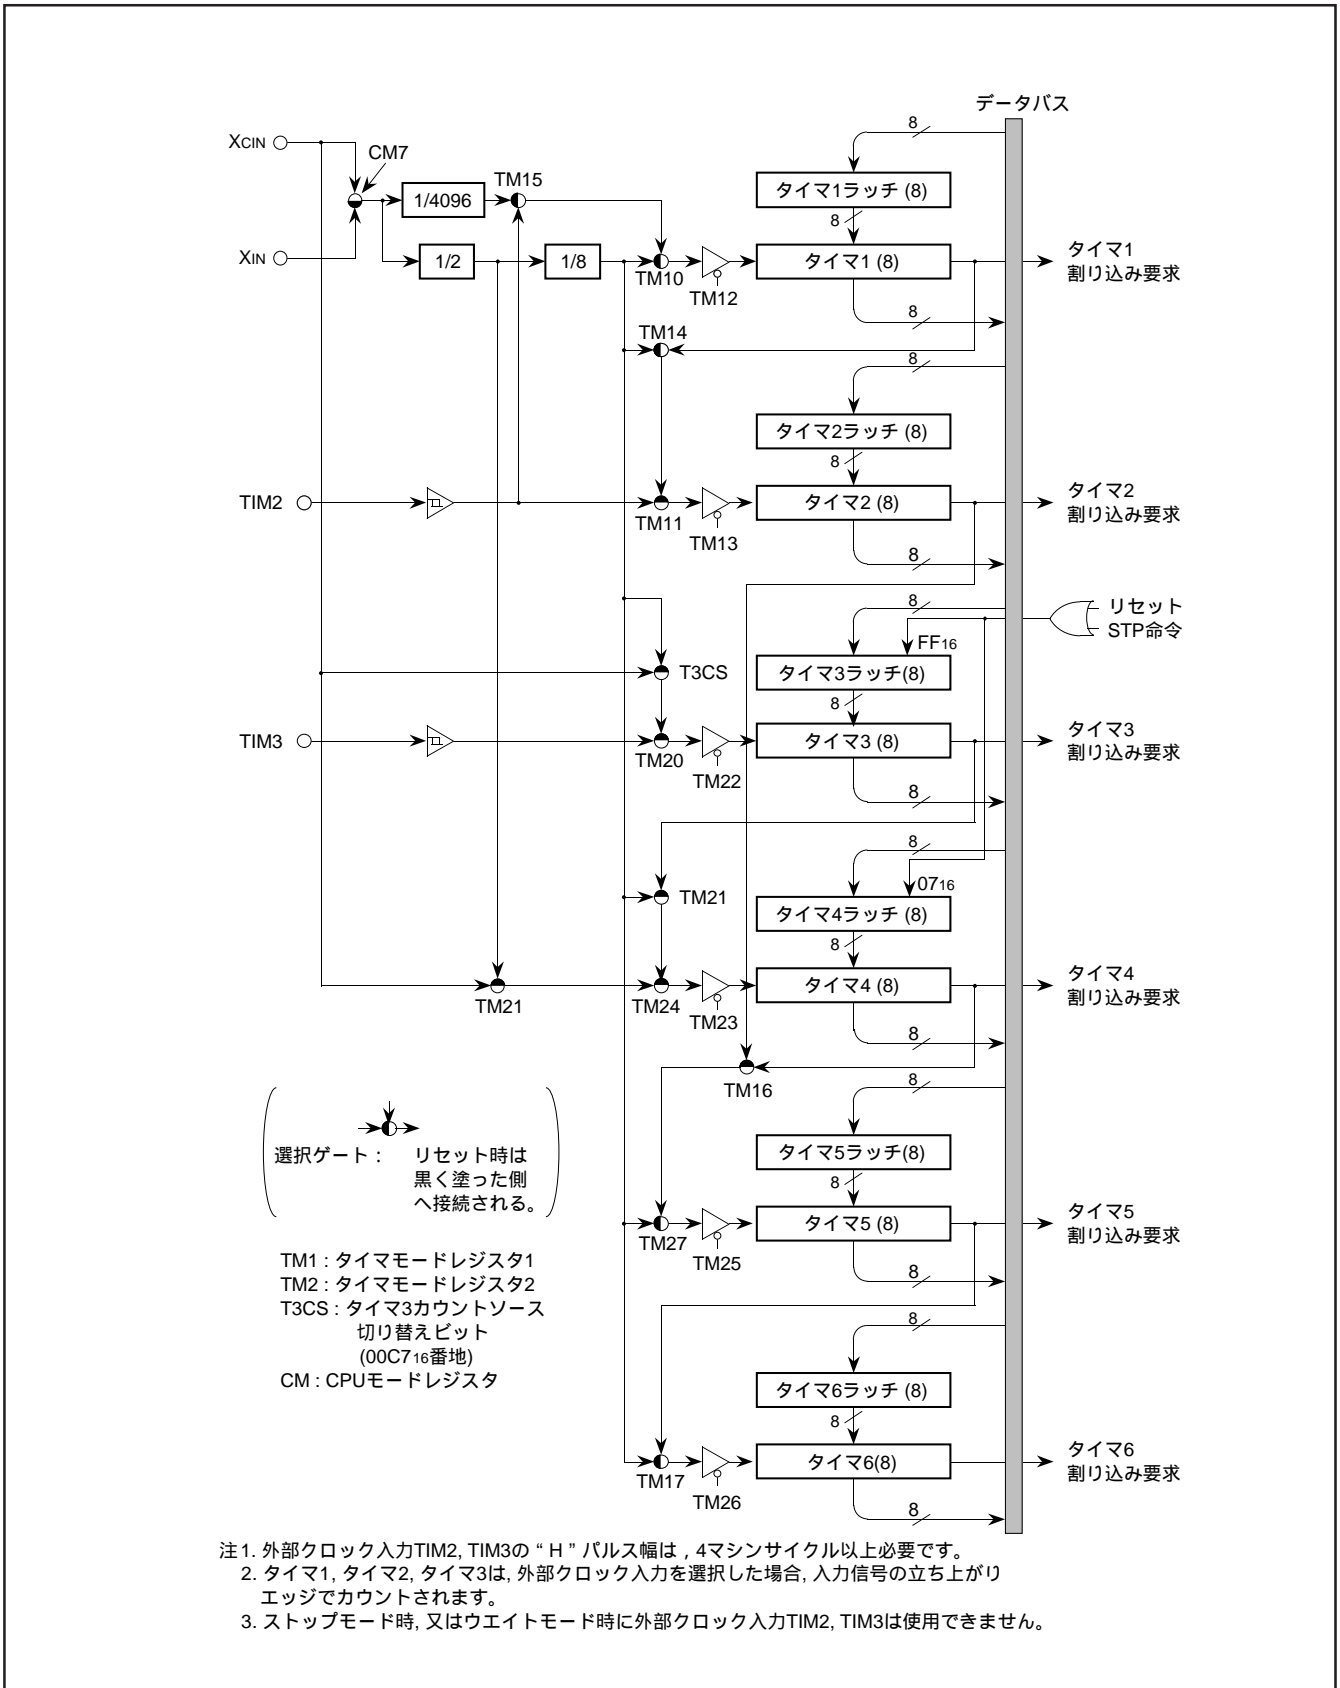 データバス
XCIN
CM7
TM15
1/4096
8
タイマ1ラッチ (8)
8
XIN
1/2
1/8
TM10
TM12
タイマ1 (8)
タイマ1
割り込み要求
8
TM14
8
タイマ2ラッチ (8)
8
TIM2
TM11
TM13
タイマ2 (8)
タイマ2
割り込み要求
8
8
リセット
STP命令
FF16
T3CS
タイマ3ラッチ(8)
8
TIM3
TM20
TM22
タイマ3 (8)
タイマ3
割り込み要求
8
8
0716
TM21
タイマ4ラッチ (8)
8
TM21
TM24
TM23
タイマ4 (8)
タイマ4
割り込み要求
8
TM16
8
選択ゲート : リセット時は
黒く塗った側
へ接続される。
タイマ5ラッチ(8)
8
TM27
TM25
タイマ5 (8)
タイマ5
割り込み要求
8
TM1 : タイマモードレジスタ1
TM2 : タイマモードレジスタ2
T3CS : タイマ3カウントソース
切り替えビット
(00C716番地)
CM : CPUモードレジスタ
8
タイマ6ラッチ (8)
8
TM17
TM26
タイマ6(8)
タイマ6
割り込み要求
8
注1. 外部クロック入力TIM2, TIM3の“H”パルス幅は , 4マシンサイクル以上必要です。
2. タイマ1, タイマ2, タイマ3は, 外部クロック入力を選択した場合, 入力信号の立ち上がり
エッジでカウントされます。
3. ストップモード時, 又はウエイトモード時に外部クロック入力TIM2, TIM3は使用できません。